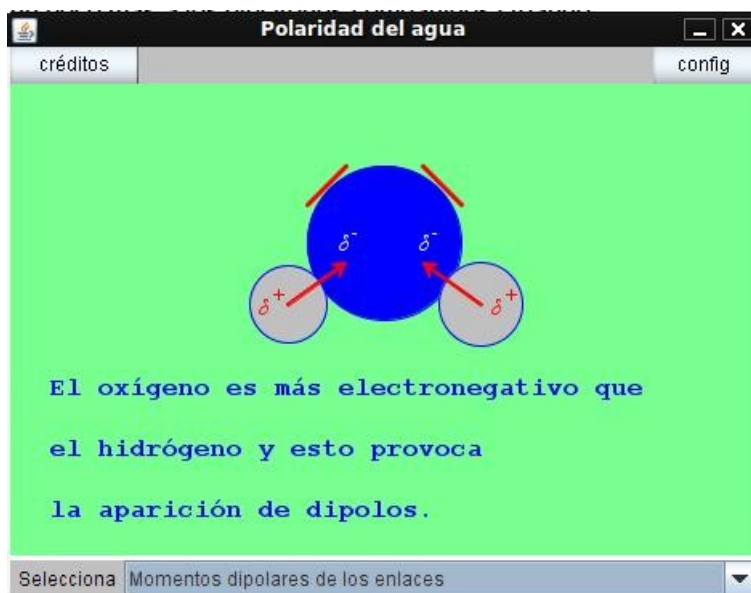 Polaridad del agua
créditos
config
δ⁻ δ⁻
δ⁺ δ⁺
El oxígeno es más electronegativo que
el hidrógeno y esto provoca
la aparición de dipolos.
Selecciona Momentos dipolares de los enlaces